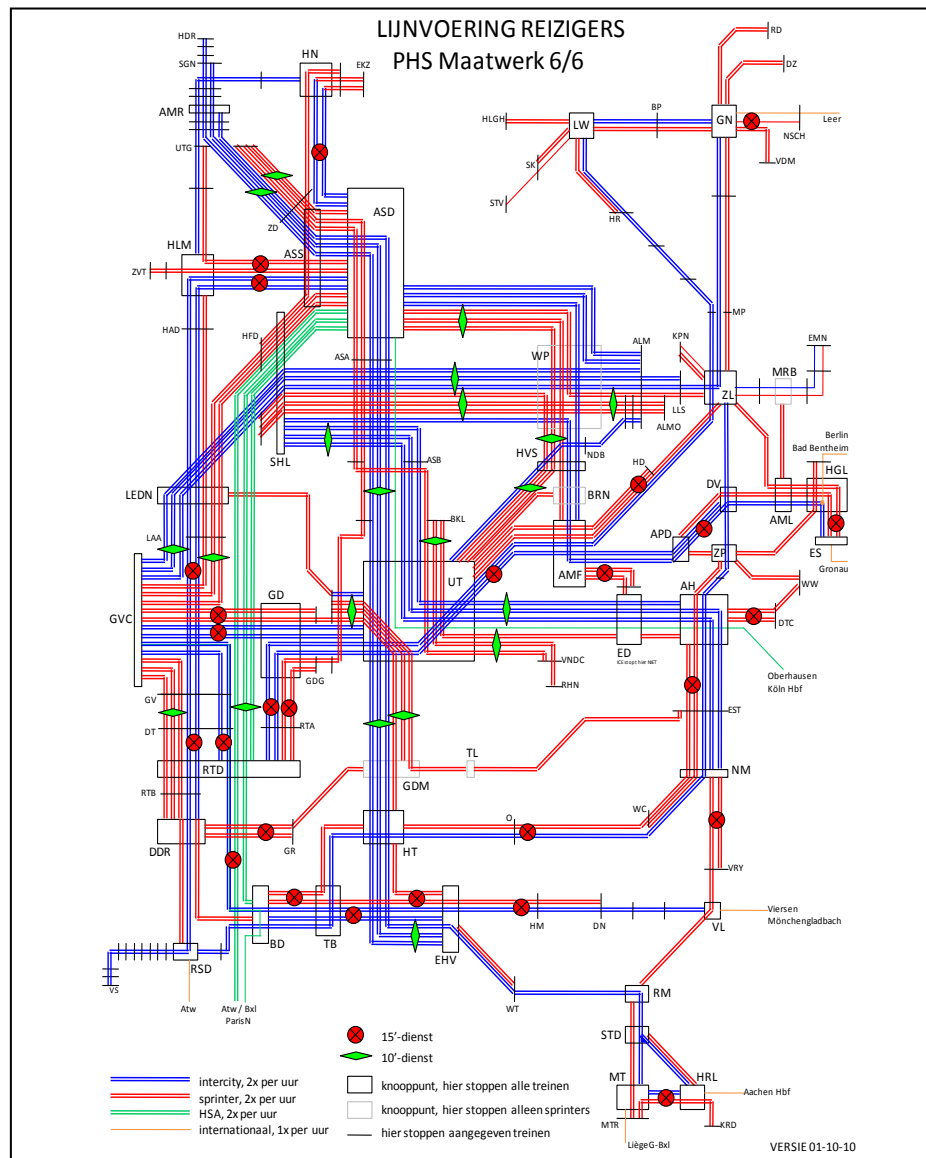 LIJNVOERING REIZIGERS
PHS Maatwerk 6/6
HDR
SGN
HN
EKZ
AMR
UTG
ZD
ASD
ASS
HLM
ZVT
HAD
HFD
ASA
SHL
LEDN
LAA
GVC
GD
GDG
GV
DT
RTA
RTD
RTB
DDR
GR
RSD
VS
Atw
Atw / Bxl
ParisN
BD
TB
HT
EHV
GDM
TL
UT
BKL
ASB
VNDC
RHN
HVS
NDB
BRN
AMF
WP
ALM
ALMO
LLS
KPN
ZL
MP
HD
RD
DZ
GN
Leer
NSCH
VDM
BP
LW
HLGH
SK
STV
HR
EMN
MRB
Berlin
Bad Bentheim
HGL
AML
ES
Gronau
DV
APD
ZP
WW
DTC
AH
ED
ICE stopt hier NIET
Oberhausen
Köln Hbf
EST
NM
WC
O
VRY
VL
Viersen
Mönchengladbach
HM
DN
WT
RM
STD
MT
HRL
Aachen Hbf
MTR
KRD
LiègeG-Bxl
15'-dienst
10'-dienst
intercity, 2x per uur
sprinter, 2x per uur
HSA, 2x per uur
internationaal, 1x per uur
knooppunt, hier stoppen alle treinen
knooppunt, hier stoppen alleen sprinters
hier stoppen aangegeven treinen
VERSIE 01-10-10